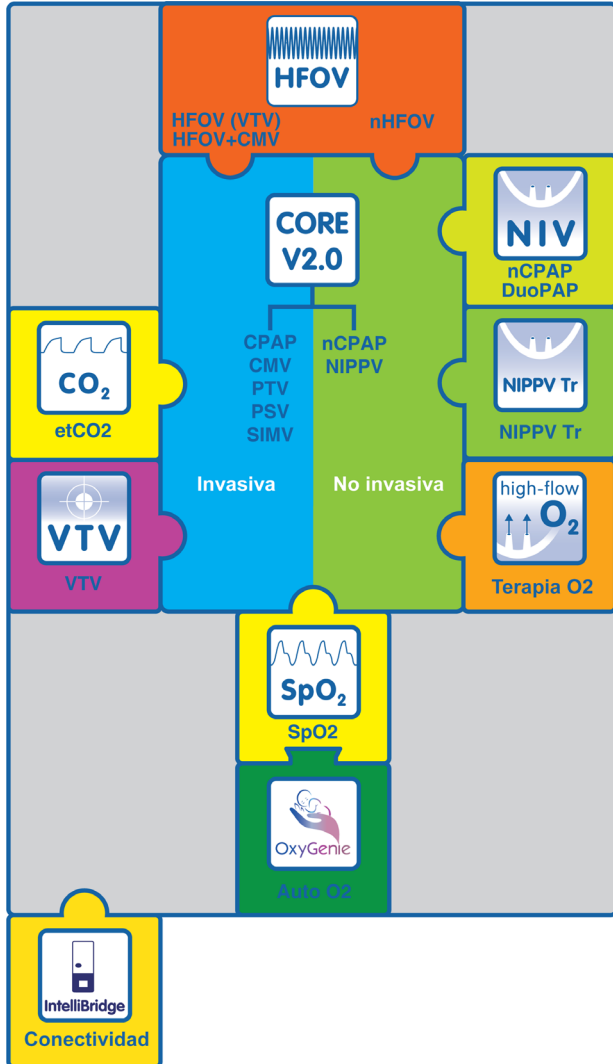 HFOV
HFOV (VTV)
HFOV+CMV
nHFOV
CORE
V2.0
CPAP
CMV
PTV
PSV
SIMV
nCPAP
NIPPV
Invasiva
No invasiva
NIV
nCPAP
DuoPAP
NIPPV Tr
NIPPV Tr
high-flow
O₂
Terapia O2
CO₂
etCO2
VTV
VTV
SpO₂
SpO2
OxyGenie
Auto O2
IntelliBridge
Conectividad